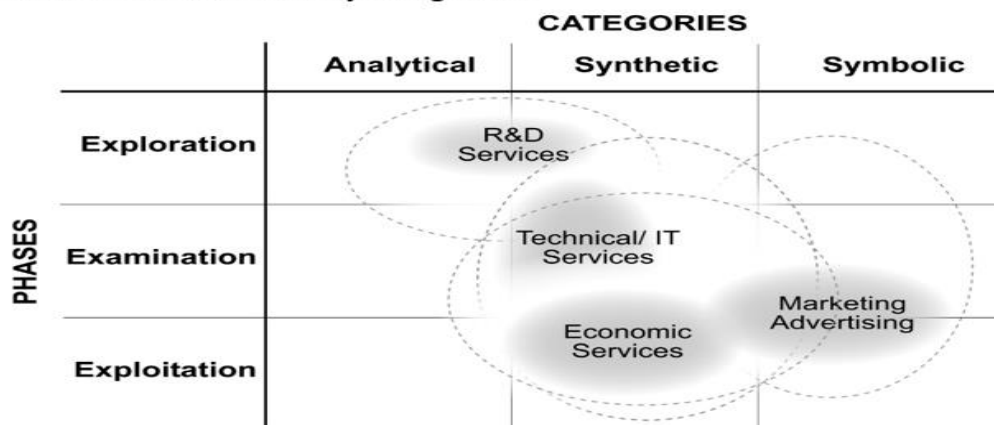 CATEGORIES
Analytical Synthetic Symbolic
PHASES
Exploration
R&D
Services
Examination
Technical/ IT
Services
Marketing
Advertising
Economic
Services
Exploitation